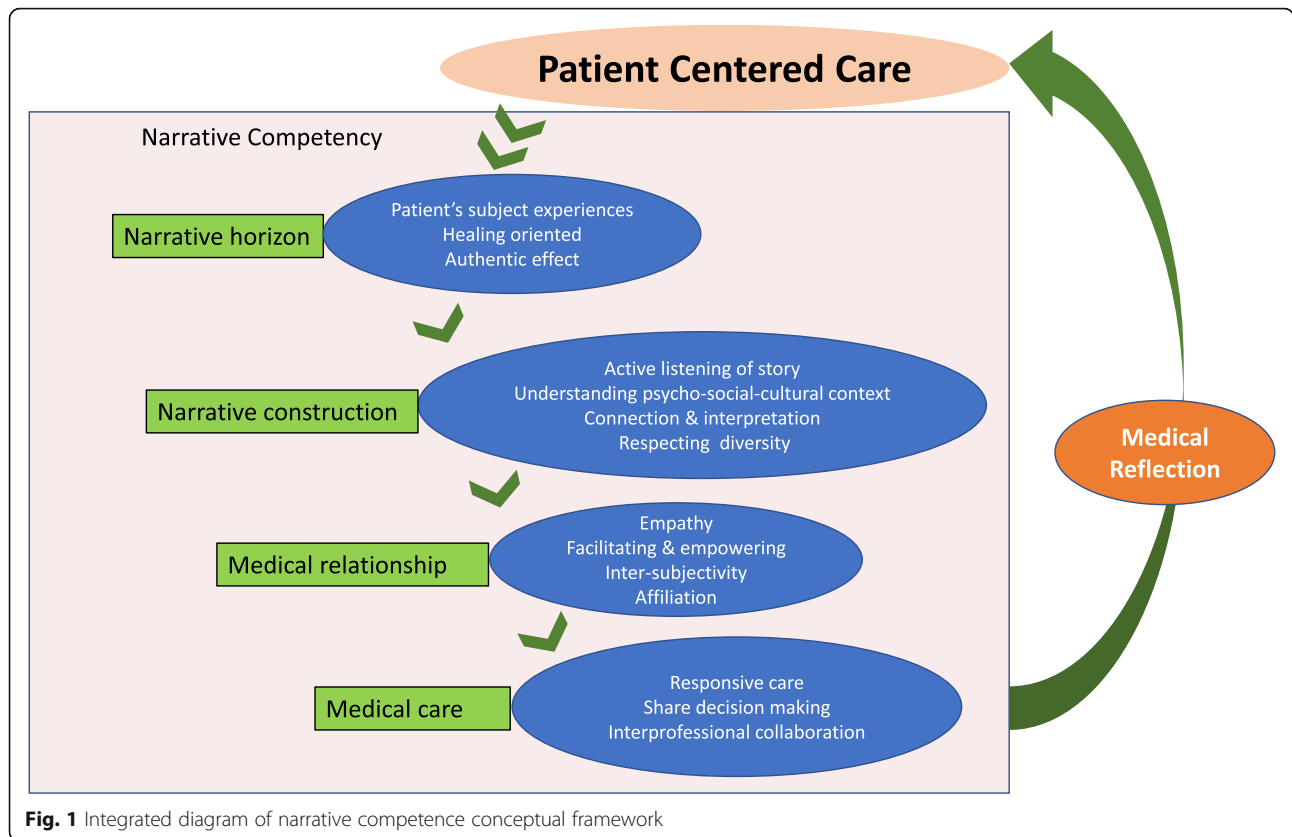 Patient Centered Care
Narrative Competency
Narrative horizon
Patient's subject experiences
Healing oriented
Authentic effect
Narrative construction
Active listening of story
Understanding psycho-social-cultural context
Connection & interpretation
Respecting diversity
Medical
Reflection
Medical relationship
Empathy
Facilitating & empowering
Inter-subjectivity
Affiliation
Medical care
Responsive care
Share decision making
Interprofessional collaboration
Fig. 1 Integrated diagram of narrative competence conceptual framework